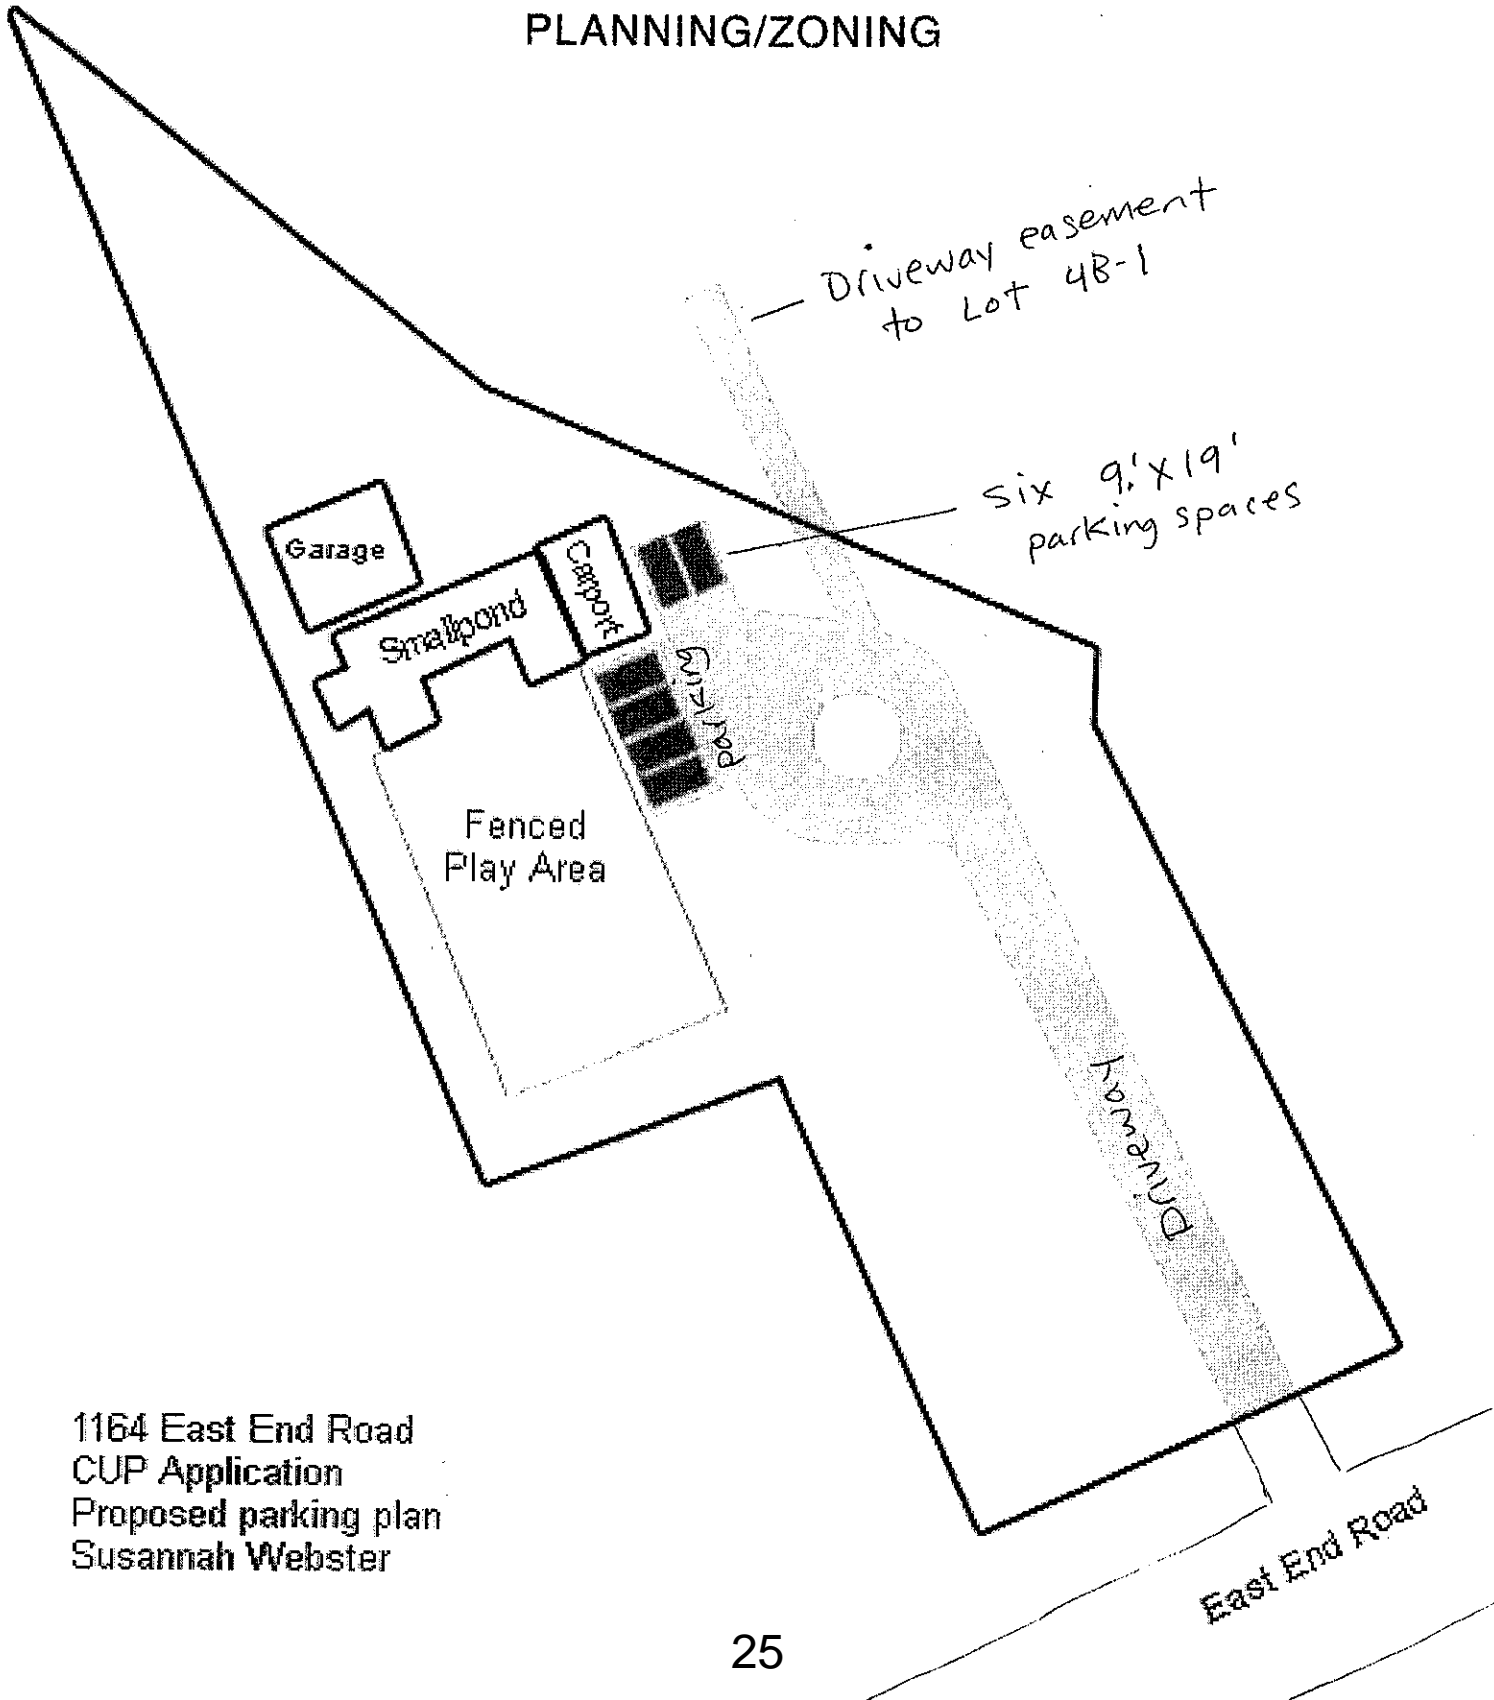 PLANNING/ZONING
Driveway easement
to Lot 4B-1
Six 9'x19'
parking spaces
Garage
Carport
Smallpond
parking
Fenced
Play Area
Driveway
1164 East End Road
CUP Application
Proposed parking plan
Susannah Webster
East End Road
25